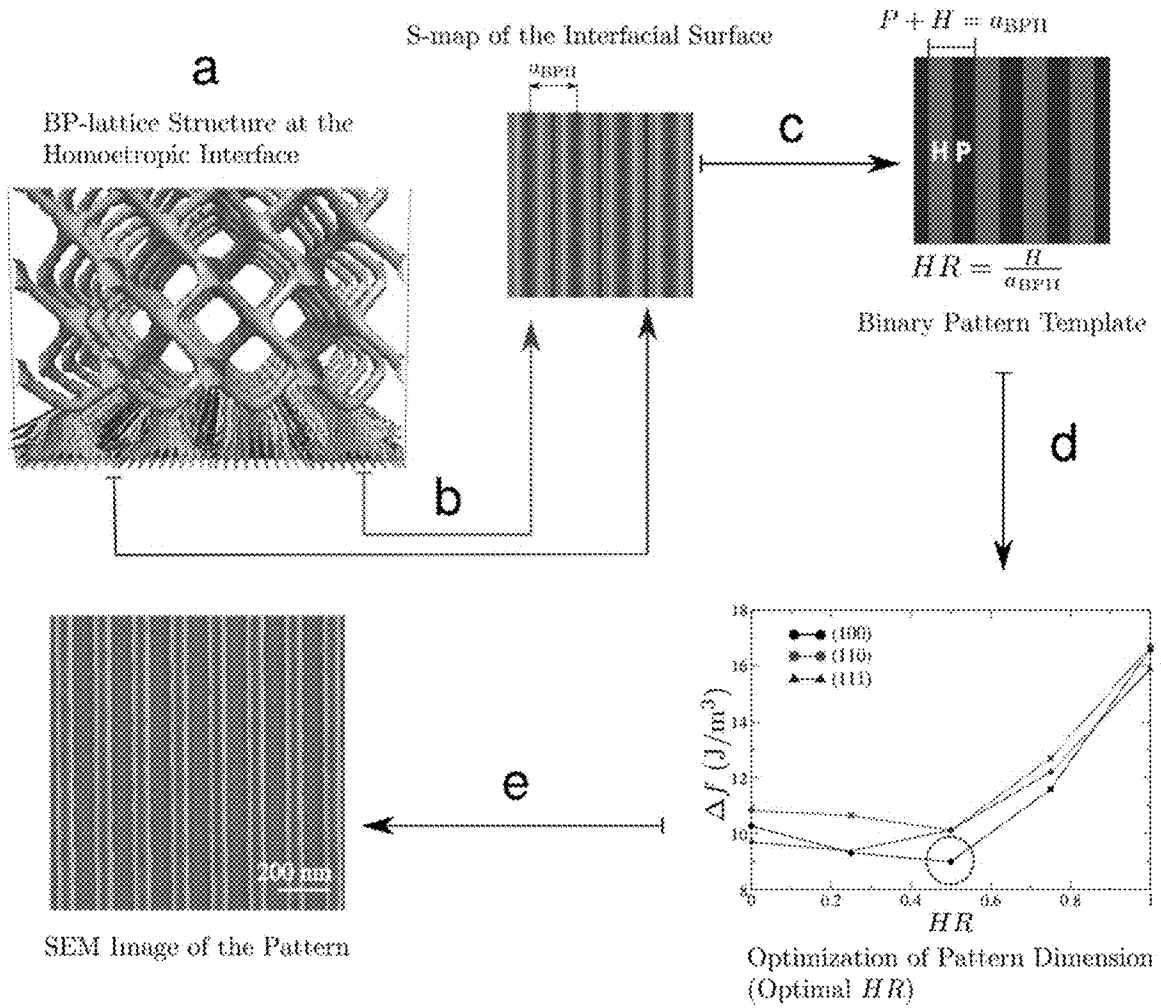 a
BP-lattice Structure at the
Homoetropic Interface
S-map of the Interfacial Surface
a_BPII
b
c
P + H = a_BPII
H P
HR = H / a_BPII
Binary Pattern Template
d
18
16
14
12
10
8
Δf (J/m³)
(100)
(110)
(111)
0 0.2 0.4 0.6 0.8 1
HR
Optimization of Pattern Dimension
(Optimal HR)
e
200 nm
SEM Image of the Pattern